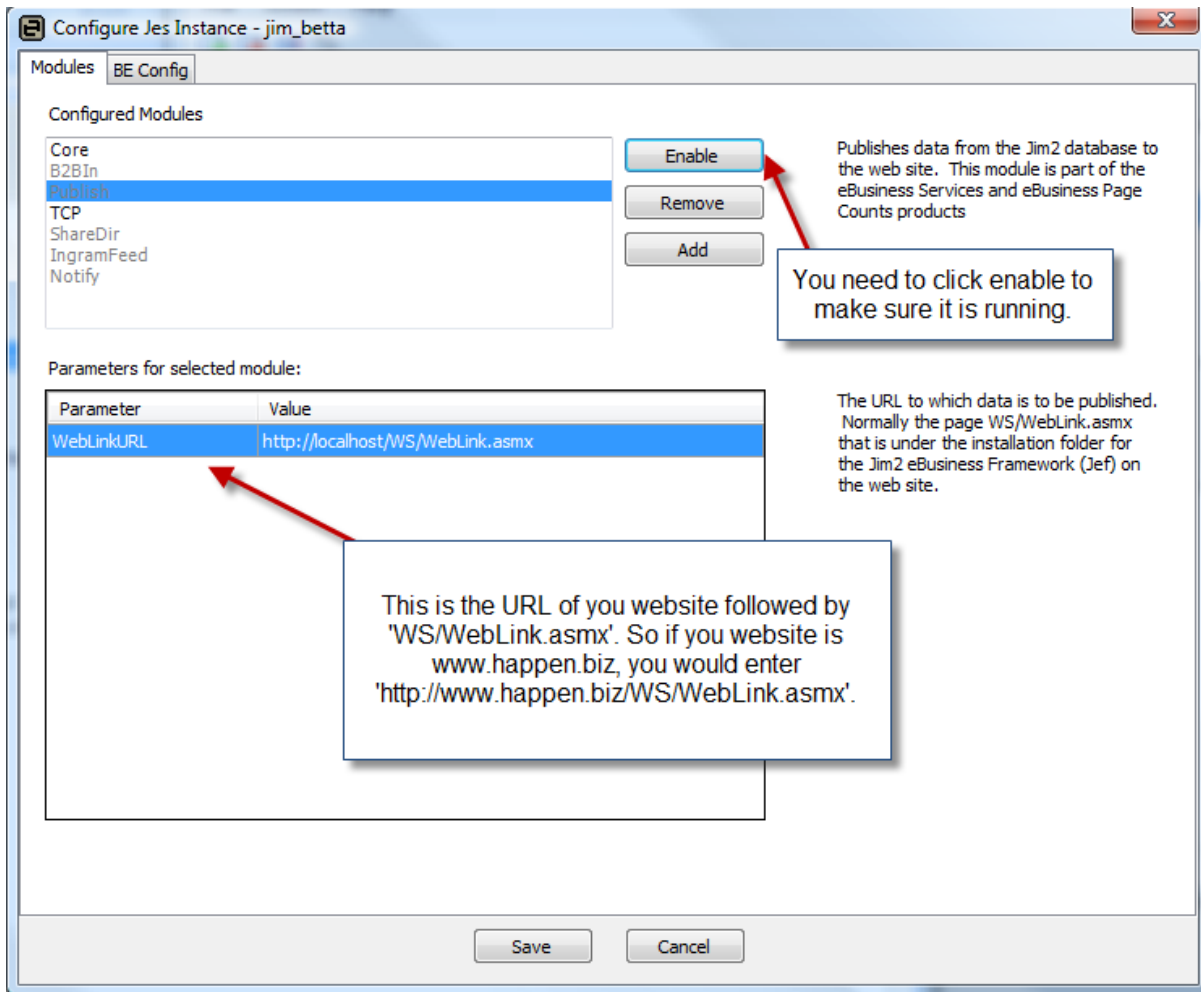 Configure Jes Instance - jim_betta
Modules
BE Config
Configured Modules
Core
B2BIn
Publish
TCP
ShareDir
IngramFeed
Notify
Enable
Remove
Add
Publishes data from the Jim2 database to
the web site. This module is part of the
eBusiness Services and eBusiness Page
Counts products
You need to click enable to
make sure it is running.
Parameters for selected module:
Parameter Value
WebLinkURL http://localhost/WS/WebLink.asmx
The URL to which data is to be published.
Normally the page WS/WebLink.asmx
that is under the installation folder for
the Jim2 eBusiness Framework (Jef) on
the web site.
This is the URL of you website followed by
'WS/WebLink.asmx'. So if you website is
www.happen.biz, you would enter
'http://www.happen.biz/WS/WebLink.asmx'.
Save
Cancel